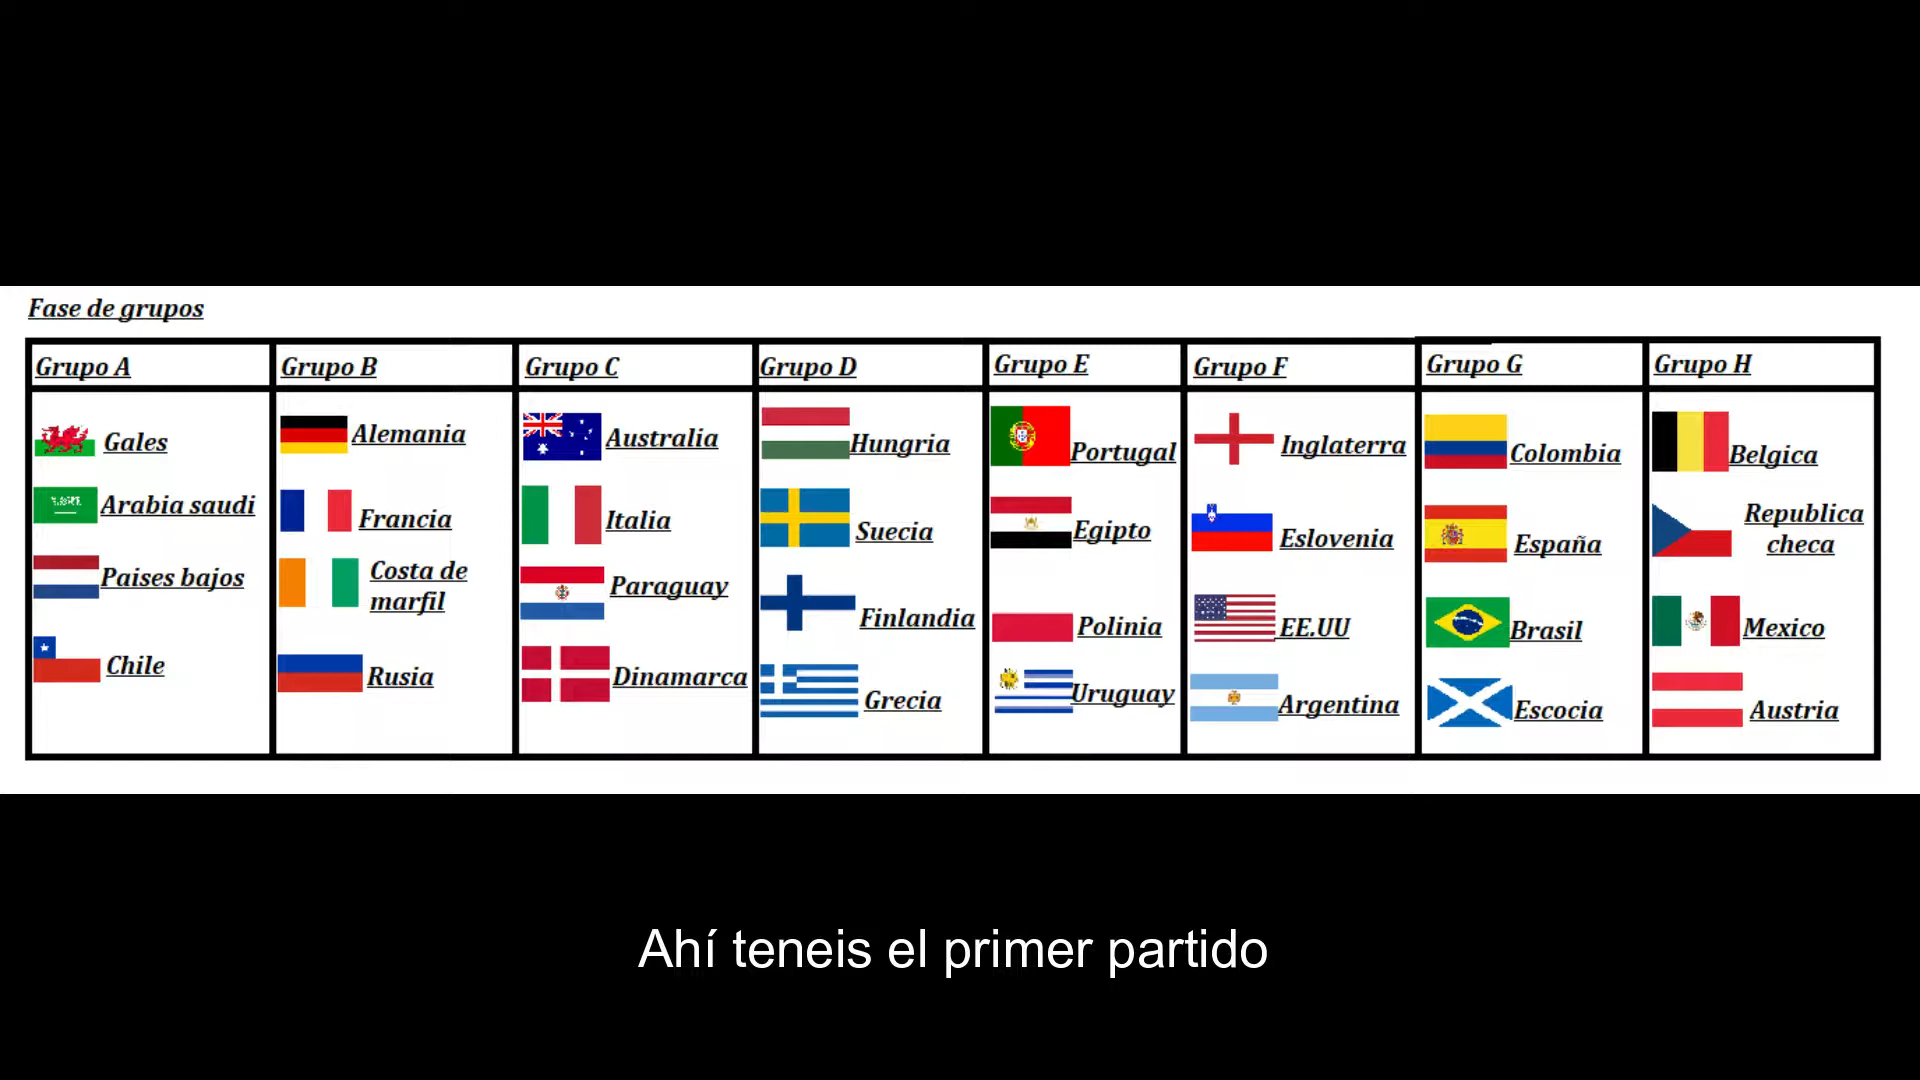 Fase de grupos
Grupo A
Grupo B
Grupo C
Grupo D
Grupo E
Grupo F
Grupo G
Grupo H
Gales
Arabia saudi
Paises bajos
Chile
Alemania
Francia
Costa de
marfil
Rusia
Australia
Italia
Paraguay
Dinamarca
Hungria
Suecia
Finlandia
Grecia
Portugal
Egipto
Polinia
Uruguay
Inglaterra
Eslovenia
EE.UU
Argentina
Colombia
España
Brasil
Escocia
Belgica
Republica
checa
Mexico
Austria
Ahí teneis el primer partido